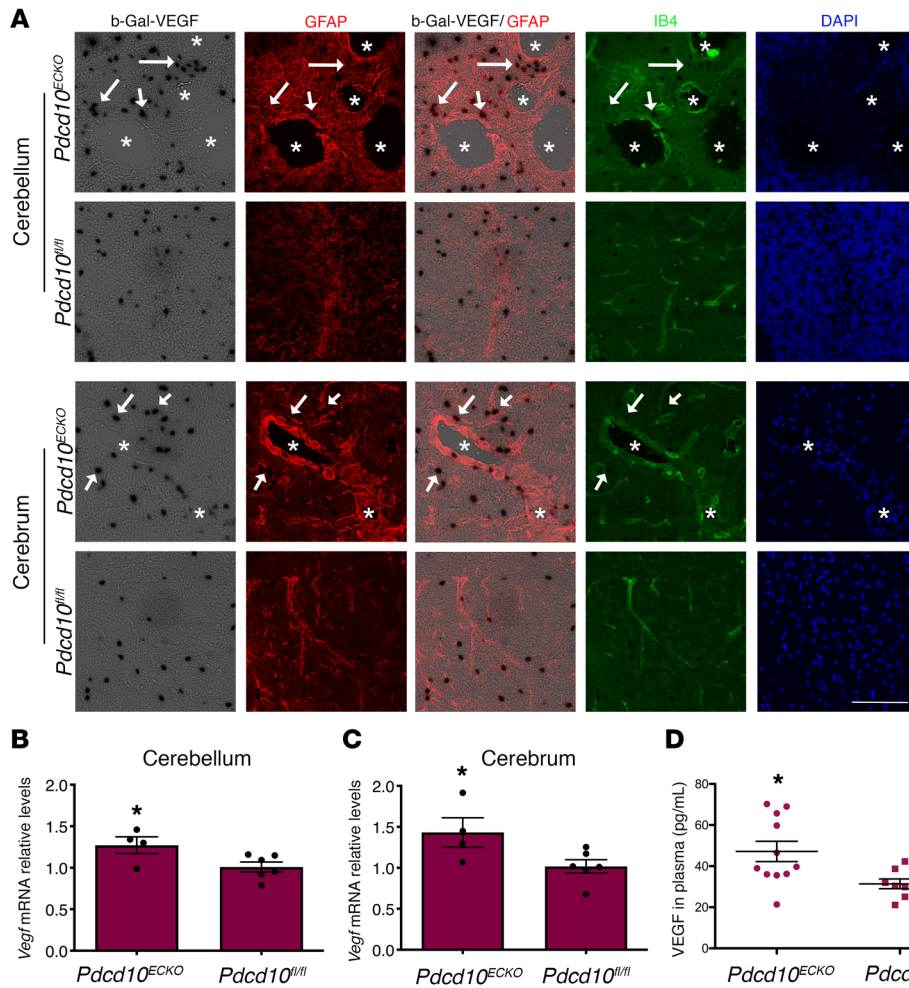 A
b-Gal-VEGF GFAP b-Gal-VEGF/GFAP IB4 DAPI
Cerebellum
Pdcd10ECKO
Pdcd10fl/fl
Cerebrum
Pdcd10ECKO
Pdcd10fl/fl
B
Cerebellum
Vegf mRNA relative levels
2.0
1.5
1.0
0.5
0.0
*
Pdcd10ECKO Pdcd10fl/fl
C
Cerebrum
Vegf mRNA relative levels
2.0
1.5
1.0
0.5
0.0
*
Pdcd10ECKO Pdcd10fl/fl
D
VEGF in plasma (pg/mL)
80
60
40
20
0
*
Pdcd10ECKO Pdcd